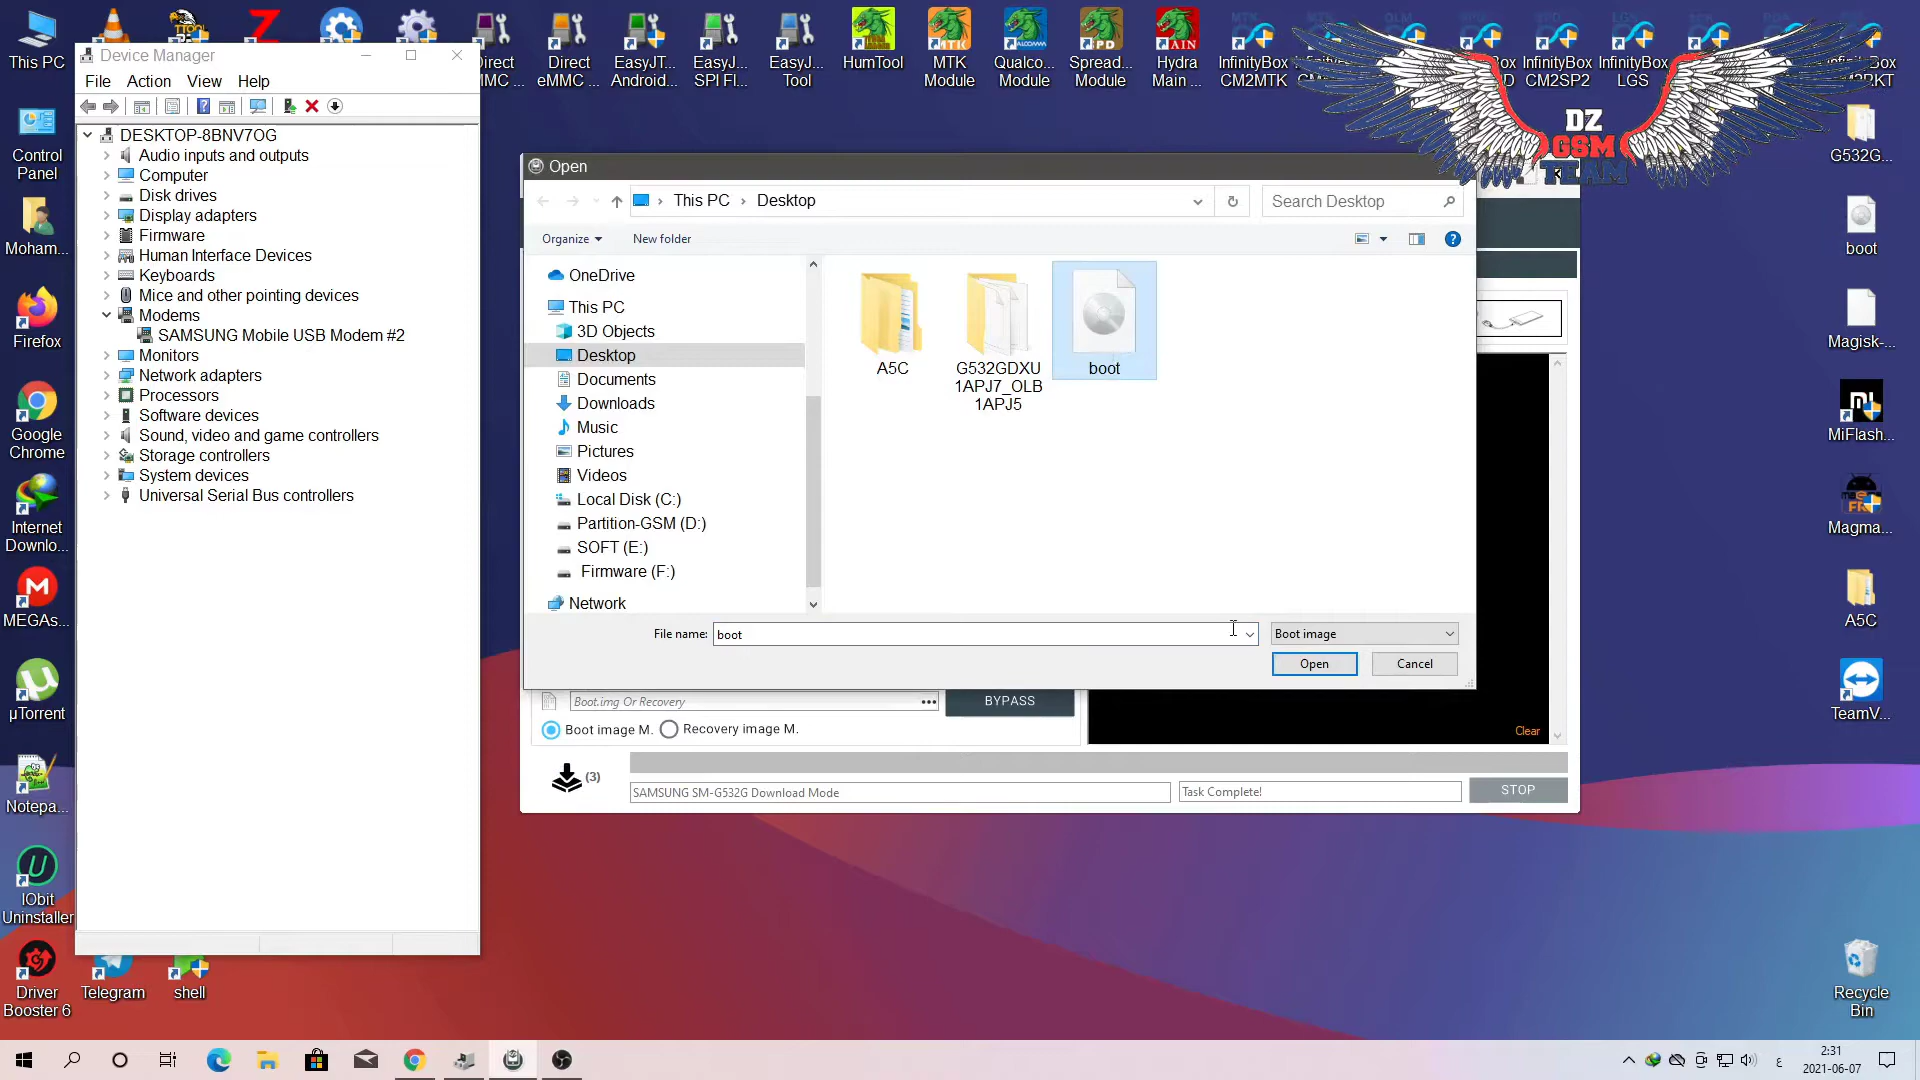 This PC
Direct
MMC ...
Direct
eMMC ...
EasyJT...
Android...
EasyJ...
SPI Fl...
EasyJ...
Tool
HumTool
MTK
Module
Qualco...
Module
Spread...
Module
Hydra
Main ...
InfinityBox
CM2MTK
InfinityBox
CM2SP2
InfinityBox
LGS
DZ
GSM
TEAM
Device Manager
File
Action
View
Help
DESKTOP-8BNV7OG
Audio inputs and outputs
Computer
Disk drives
Display adapters
Firmware
Human Interface Devices
Keyboards
Mice and other pointing devices
Modems
SAMSUNG Mobile USB Modem #2
Monitors
Network adapters
Processors
Software devices
Sound, video and game controllers
Storage controllers
System devices
Universal Serial Bus controllers
Control
Panel
Moham...
Firefox
Google
Chrome
Internet
Downlo...
MEGAs...
µTorrent
Notepa...
IObit
Uninstaller
Driver
Booster 6
Telegram
shell
Open
This PC
Desktop
Search Desktop
Organize
New folder
OneDrive
This PC
3D Objects
Desktop
Documents
Downloads
Music
Pictures
Videos
Local Disk (C:)
Partition-GSM (D:)
SOFT (E:)
Firmware (F:)
Network
A5C
G532GDXU
1APJ7_OLB
1APJ5
boot
File name:
boot
Boot image
Open
Cancel
Boot.img Or Recovery
BYPASS
Boot image M.
Recovery image M.
Clear
(3)
SAMSUNG SM-G532G Download Mode
Task Complete!
STOP
G532G...
boot
Magisk-...
MiFlash...
Magma...
A5C
TeamV...
Recycle
Bin
ع
2:31
2021-06-07